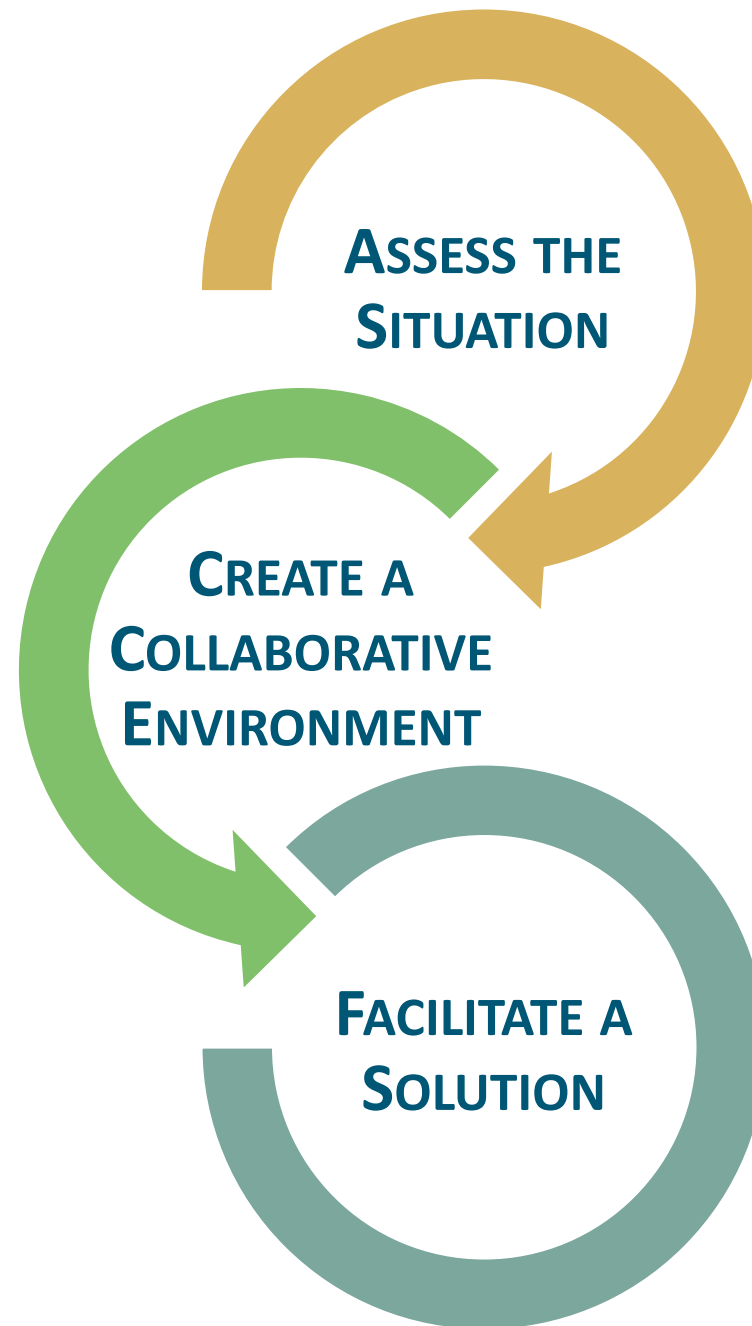 ASSESS THE
SITUATION
CREATE A
COLLABORATIVE
ENVIRONMENT
FACILITATE A
SOLUTION